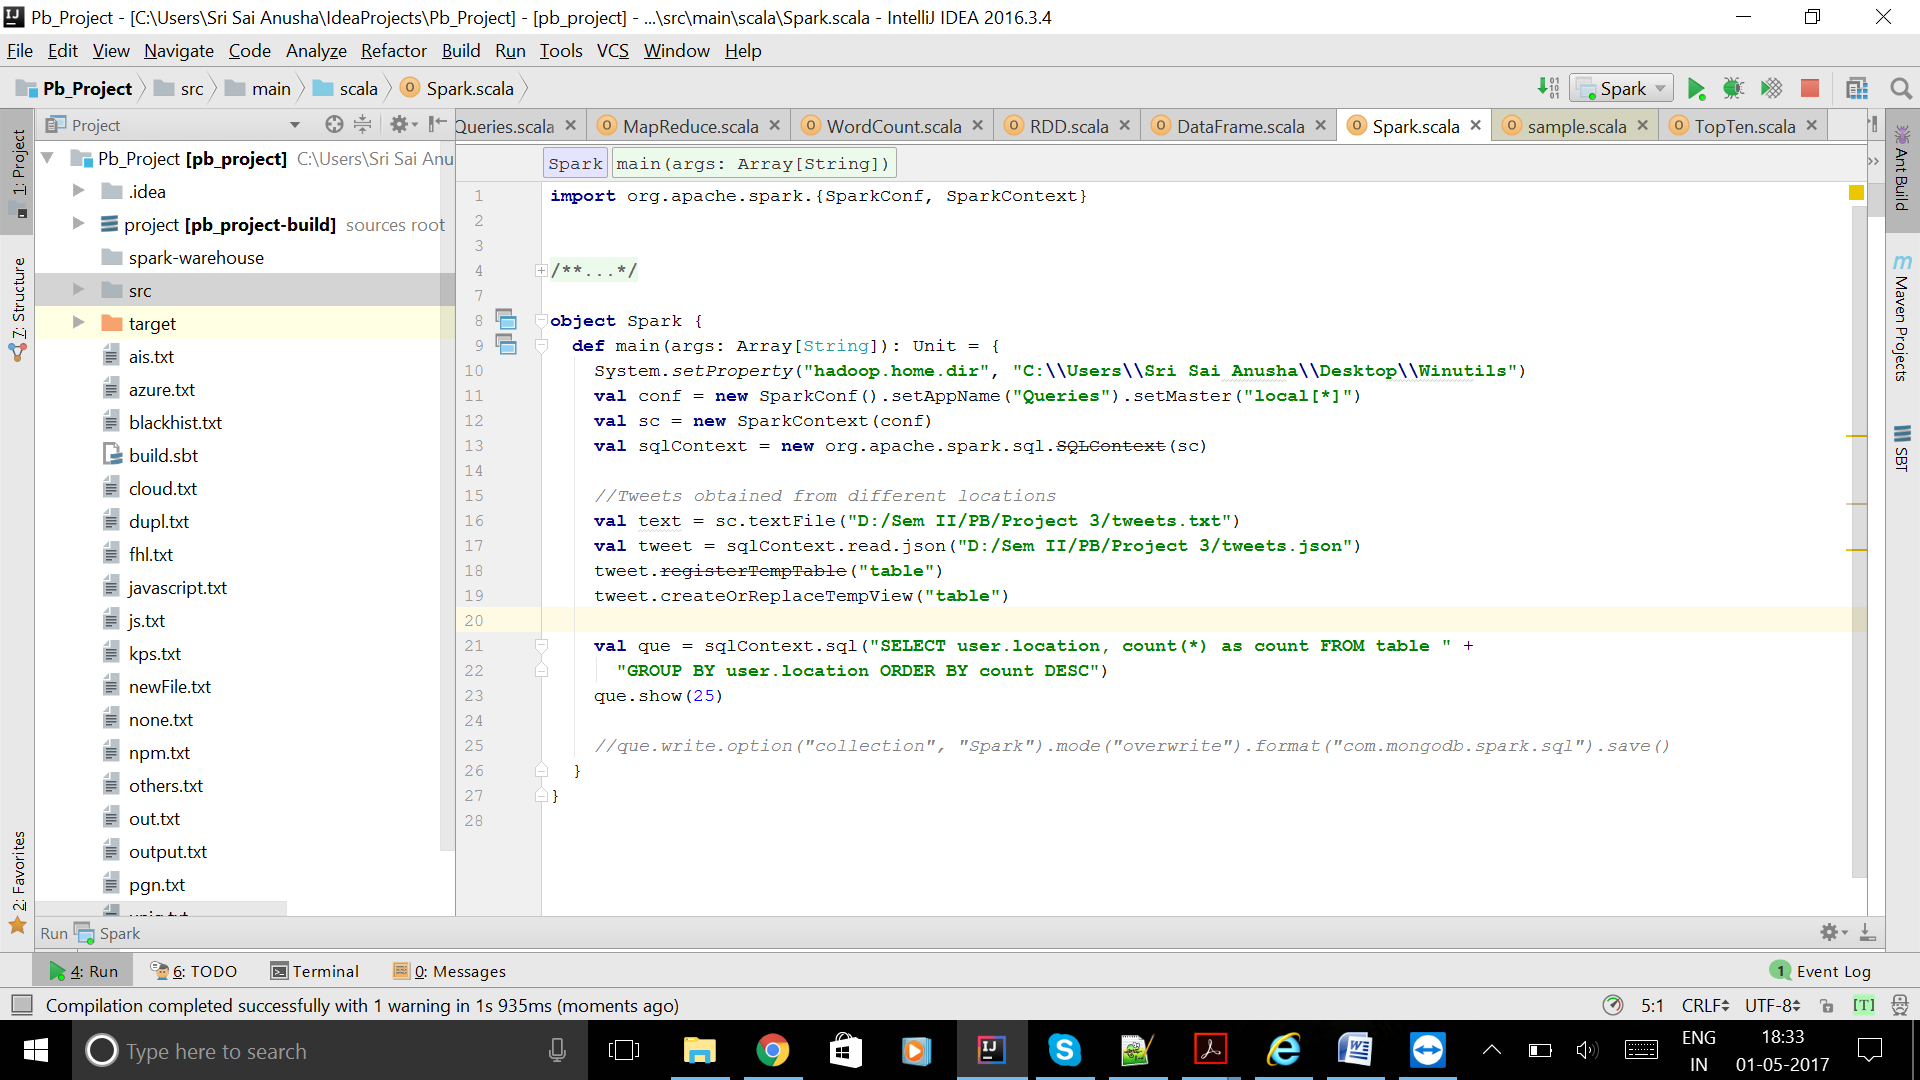 Pb_Project - [C:\Users\Sri Sai Anusha\IdeaProjects\Pb_Project] - [pb_project] - ...\src\main\scala\Spark.scala - IntelliJ IDEA 2016.3.4
File Edit View Navigate Code Analyze Refactor Build Run Tools VCS Window Help
Pb_Project src main scala Spark.scala
Spark
Project
Queries.scala MapReduce.scala WordCount.scala RDD.scala DataFrame.scala Spark.scala sample.scala TopTen.scala
1: Project
7: Structure
2: Favorites
Pb_Project [pb_project] C:\Users\Sri Sai Anu
.idea
project [pb_project-build] sources root
spark-warehouse
src
target
ais.txt
azure.txt
blackhist.txt
build.sbt
cloud.txt
dupl.txt
fhl.txt
javascript.txt
js.txt
kps.txt
newFile.txt
none.txt
npm.txt
others.txt
out.txt
output.txt
pgn.txt
Spark main(args: Array[String])
1 import org.apache.spark.{SparkConf, SparkContext}
2
3
4 /**...*/
7
8 object Spark {
9 def main(args: Array[String]): Unit = {
10 System.setProperty("hadoop.home.dir", "C:\\Users\\Sri Sai Anusha\\Desktop\\Winutils")
11 val conf = new SparkConf().setAppName("Queries").setMaster("local[*]")
12 val sc = new SparkContext(conf)
13 val sqlContext = new org.apache.spark.sql.SQLContext(sc)
14
15 //Tweets obtained from different locations
16 val text = sc.textFile("D:/Sem II/PB/Project 3/tweets.txt")
17 val tweet = sqlContext.read.json("D:/Sem II/PB/Project 3/tweets.json")
18 tweet.registerTempTable("table")
19 tweet.createOrReplaceTempView("table")
20
21 val que = sqlContext.sql("SELECT user.location, count(*) as count FROM table " +
22 "GROUP BY user.location ORDER BY count DESC")
23 que.show(25)
24
25 //que.write.option("collection", "Spark").mode("overwrite").format("com.mongodb.spark.sql").save()
26 }
27 }
28
Ant Build
Maven Projects
SBT
Run Spark
4: Run 6: TODO Terminal 0: Messages
1 Event Log
Compilation completed successfully with 1 warning in 1s 935ms (moments ago)
5:1 CRLF UTF-8 [T]
Type here to search
ENG
IN
18:33
01-05-2017